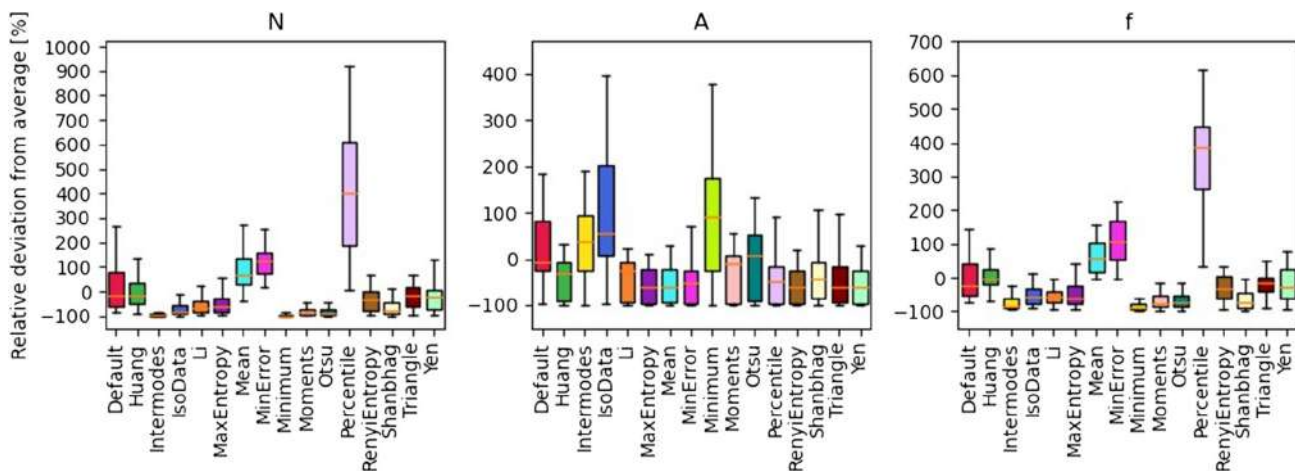 Relative deviation from average [%]
N
1000
900
800
700
600
500
400
300
200
100
0
−100
Default
Huang
Intermodes
IsoData
Li
MaxEntropy
Mean
MinError
Minimum
Moments
Otsu
Percentile
RenyiEntropy
Shanbhag
Triangle
Yen
A
400
300
200
100
0
−100
Default
Huang
Intermodes
IsoData
Li
MaxEntropy
Mean
MinError
Minimum
Moments
Otsu
Percentile
RenyiEntropy
Shanbhag
Triangle
Yen
f
700
600
500
400
300
200
100
0
−100
Default
Huang
Intermodes
IsoData
Li
MaxEntropy
Mean
MinError
Minimum
Moments
Otsu
Percentile
RenyiEntropy
Shanbhag
Triangle
Yen